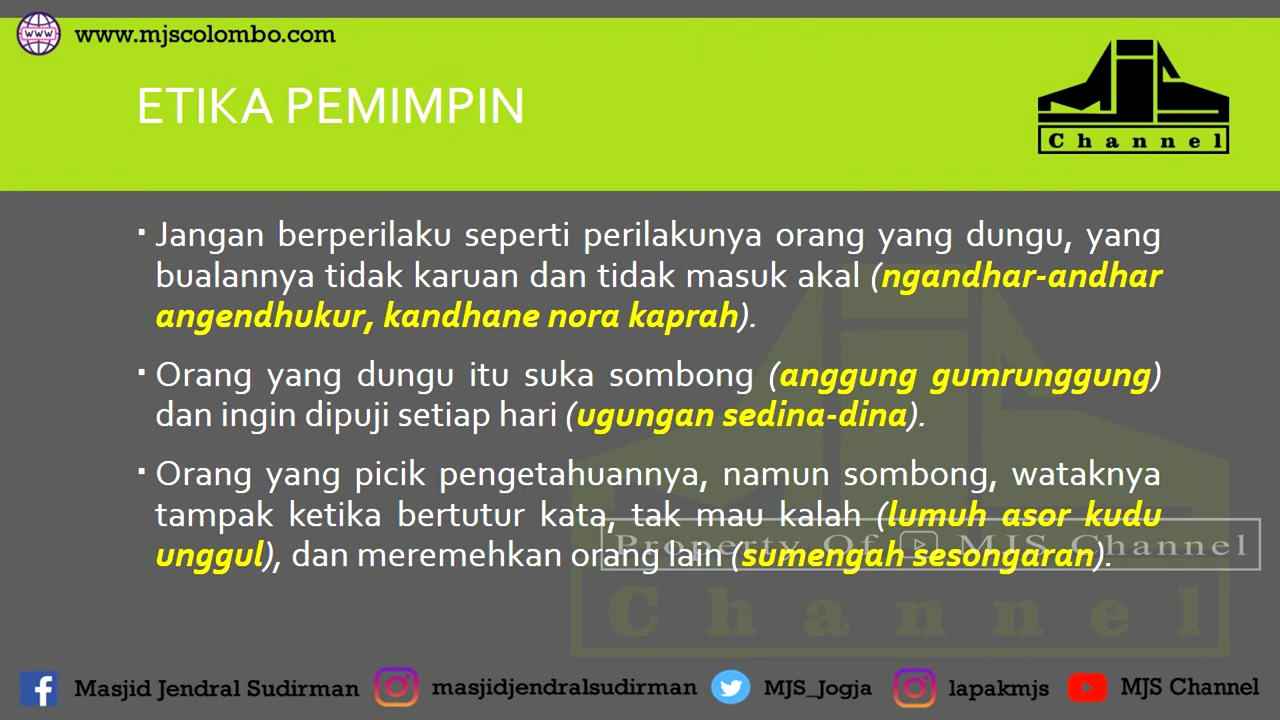 www.mjscolombo.com
ETIKA PEMIMPIN
MJS
Channel
▪ Jangan berperilaku seperti perilakunya orang yang dungu, yang
bualannya tidak karuan dan tidak masuk akal (ngandhar-andhar
angendhukur, kandhane nora kaprah).
▪ Orang yang dungu itu suka sombong (anggung gumrunggung)
dan ingin dipuji setiap hari (ugungan sedina-dina).
▪ Orang yang picik pengetahuannya, namun sombong, wataknya
tampak ketika bertutur kata, tak mau kalah (lumuh asor kudu
unggul), dan meremehkan orang lain (sumengah sesongaran).
Property Of MJS Channel
Channel
Masjid Jendral Sudirman masjidjendralsudirman MJS_Jogja lapakmjs MJS Channel